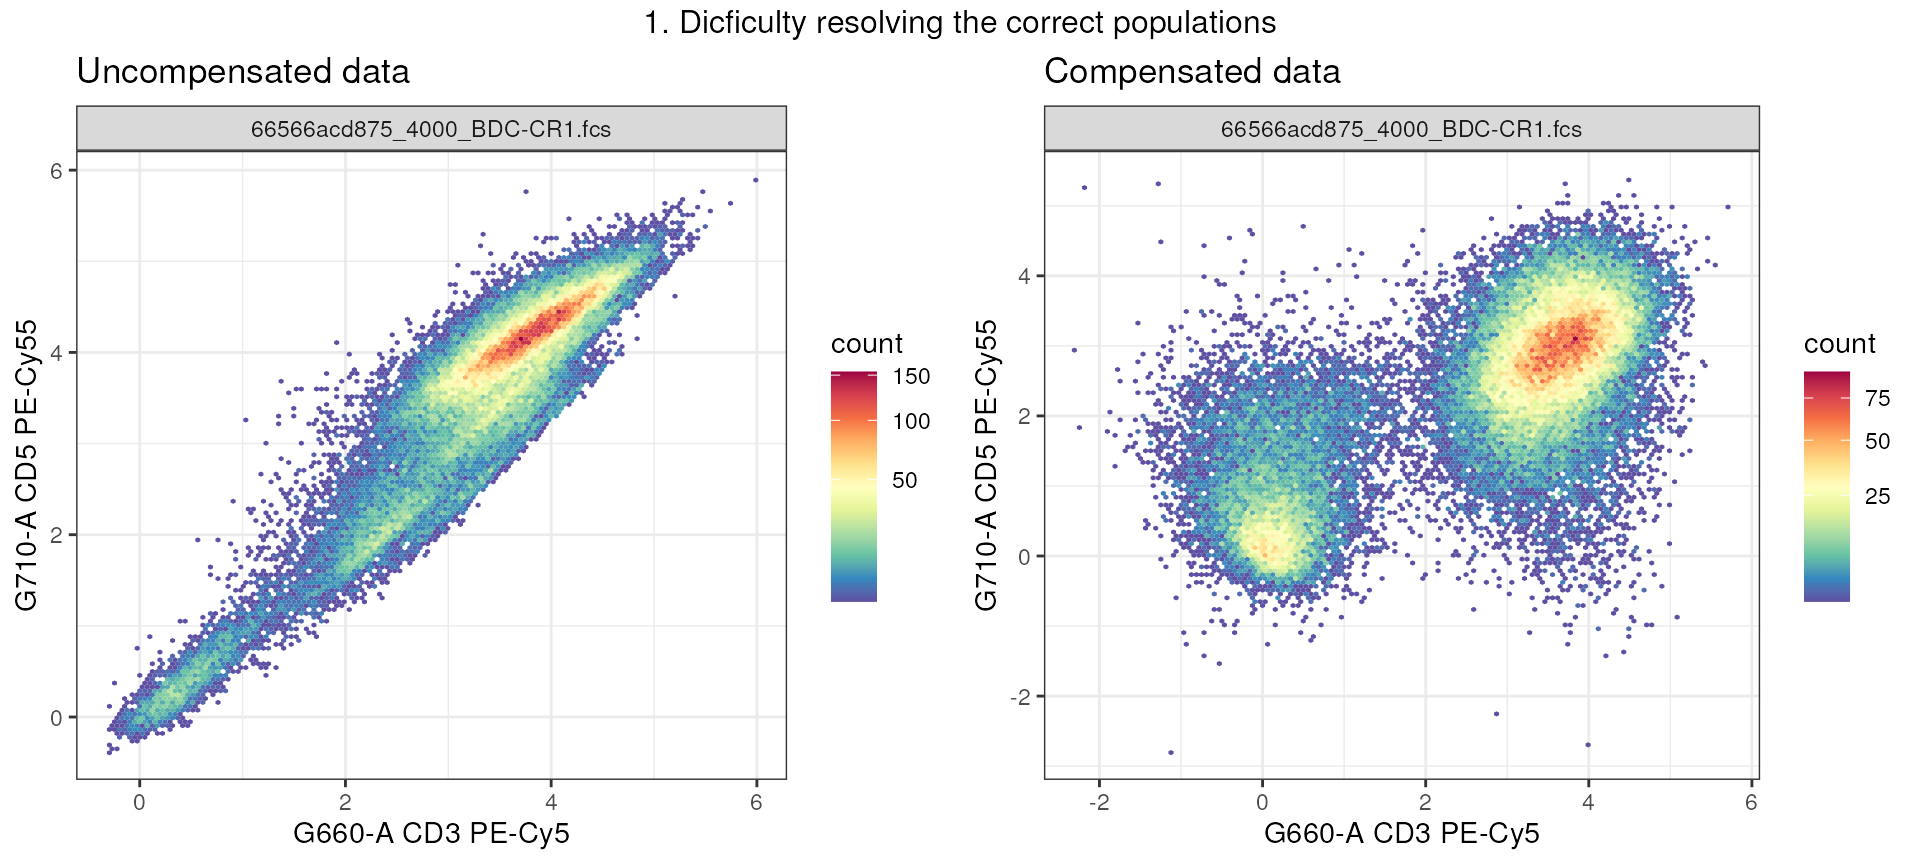 1. Dicficulty resolving the correct populations
Uncompensated data
66566acd875_4000_BDC-CR1.fcs
6
4
2
0
G710-A CD5 PE-Cy55
0
2
4
6
G660-A CD3 PE-Cy5
count
150
100
50
Compensated data
66566acd875_4000_BDC-CR1.fcs
4
2
0
-2
G710-A CD5 PE-Cy55
-2
0
2
4
6
G660-A CD3 PE-Cy5
count
75
50
25